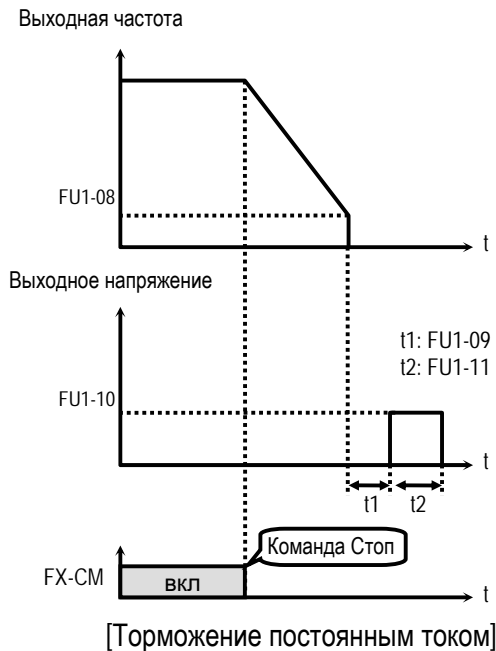 Выходная частота
FU1-08
t
Выходное напряжение
t1: FU1-09
t2: FU1-11
FU1-10
t
t1
t2
Команда Стоп
FX-CM
вкл
t
[Торможение постоянным током]